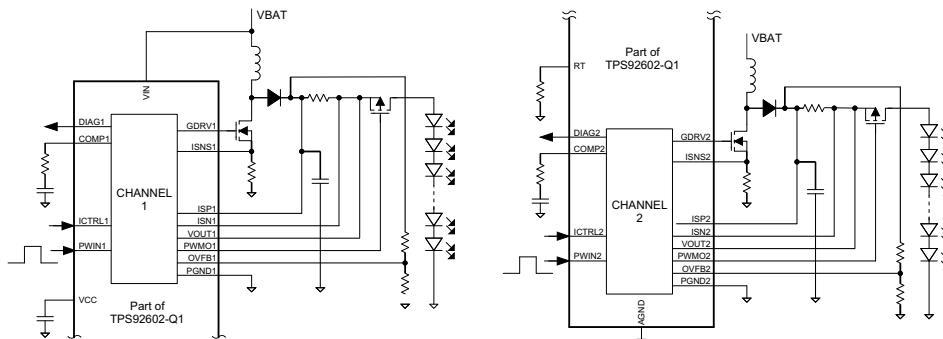 VBAT
VIN
DIAG1
COMP1
GDRV1
ISNS1
CHANNEL
1
ICTRL1
PWIN1
ISP1
ISN1
VOUT1
PWMO1
OVFB1
PGND1
VCC
Part of
TPS92602-Q1
Part of
TPS92602-Q1
VBAT
RT
DIAG2
COMP2
GDRV2
ISNS2
CHANNEL
2
ICTRL2
PWIN2
ISP2
ISN2
VOUT2
PWMO2
OVFB2
PGND2
AGND